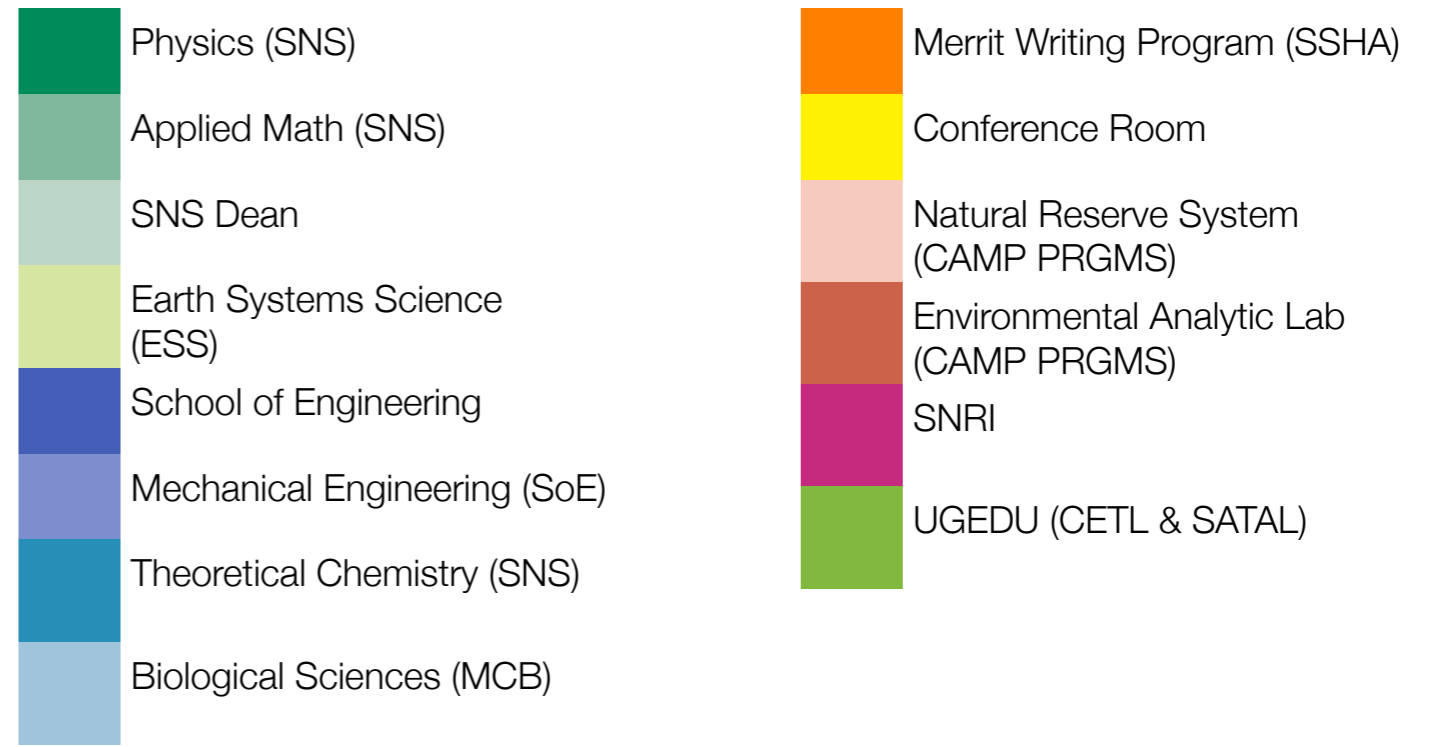 Physics (SNS)
Applied Math (SNS)
SNS Dean
Earth Systems Science
(ESS)
School of Engineering
Mechanical Engineering (SoE)
Theoretical Chemistry (SNS)
Biological Sciences (MCB)
Merrit Writing Program (SSHA)
Conference Room
Natural Reserve System
(CAMP PRGMS)
Environmental Analytic Lab
(CAMP PRGMS)
SNRI
UGEDU (CETL & SATAL)